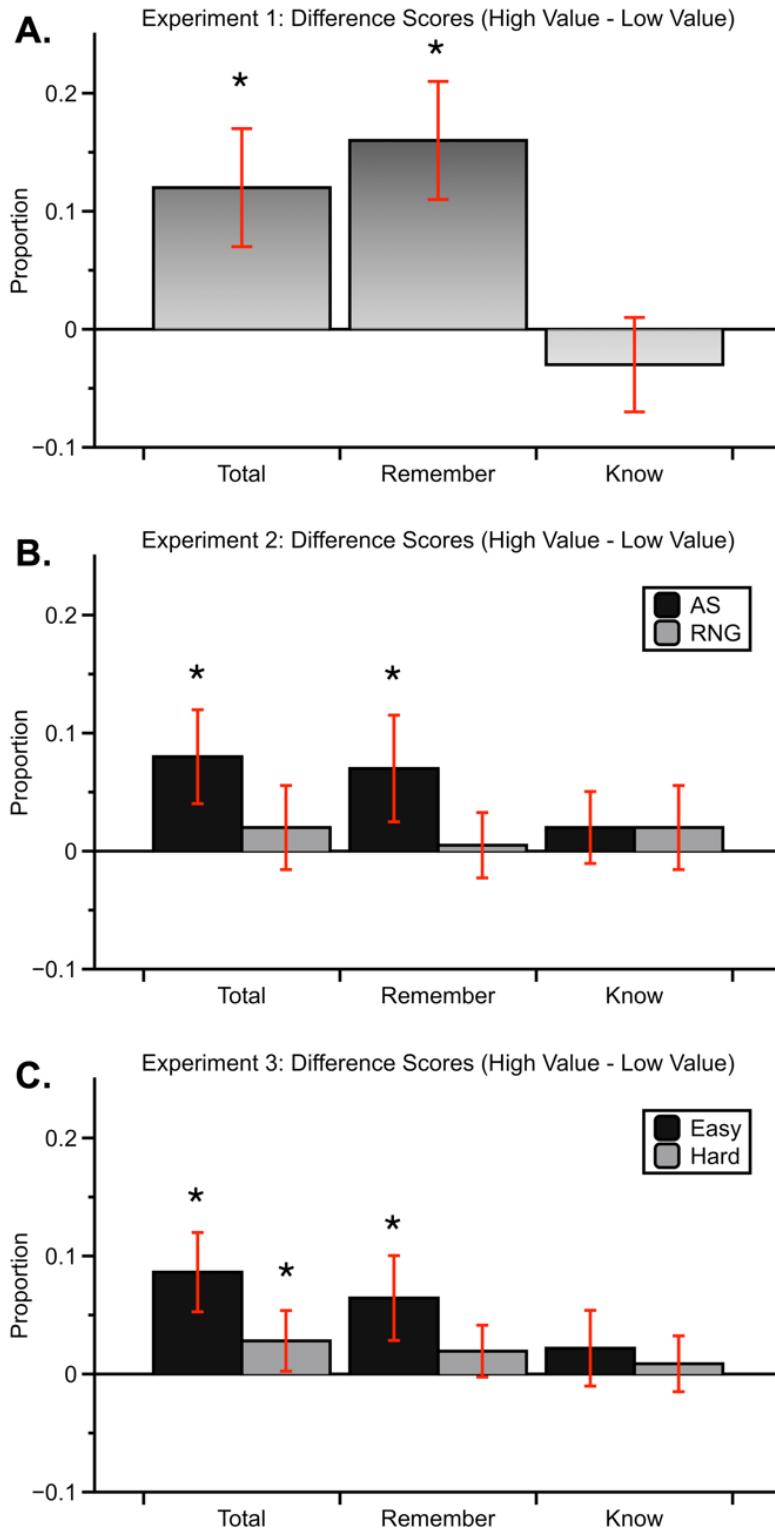 A.
Experiment 1: Difference Scores (High Value - Low Value)
*
*
0.2
0.1
0
−0.1
Proportion
Total Remember Know
B.
Experiment 2: Difference Scores (High Value - Low Value)
AS
RNG
*
*
0.2
0.1
0
−0.1
Proportion
Total Remember Know
C.
Experiment 3: Difference Scores (High Value - Low Value)
Easy
Hard
*
*
*
0.2
0.1
0
−0.1
Proportion
Total Remember Know